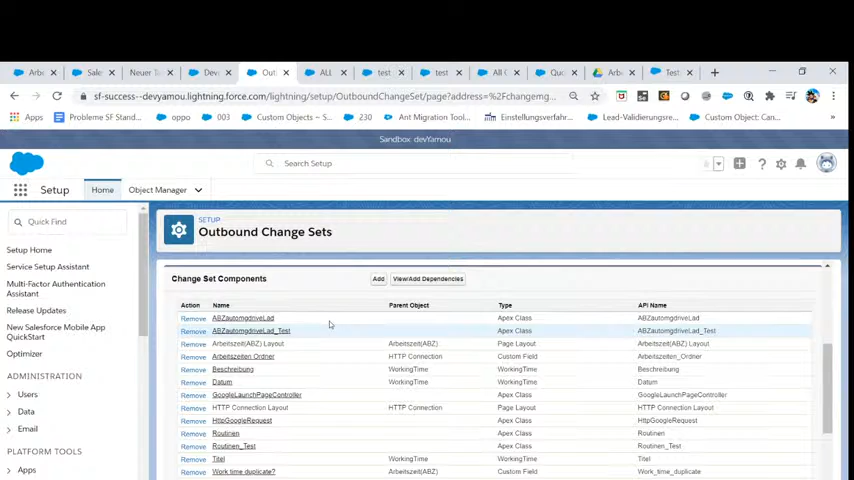 Arbe
Sales
Neuer Ta
Dev
Out
ALL
test
test
All C
Quo
Arbe
Test
sf-success--devyamou.lightning.force.com/lightning/setup/OutboundChangeSet/page?address=%2Fchangemg...
Apps
Probleme SF Stand...
oppo
003
Custom Objects ~ S...
230
Ant Migration Tool...
Einstellungsverfahr...
Lead-Validierungsre...
Custom Object: Can...
»
Sandbox: devYamou
Search Setup
Setup
Home
Object Manager
Quick Find
Setup Home
Service Setup Assistant
Multi-Factor Authentication
Assistant
Release Updates
New Salesforce Mobile App
QuickStart
Optimizer
ADMINISTRATION
Users
Data
Email
PLATFORM TOOLS
Apps
SETUP
Outbound Change Sets
Change Set Components
Add
View/Add Dependencies
Action Name Parent Object Type API Name
Remove ABZautomgdriveLad Apex Class ABZautomgdriveLad
Remove ABZautomgdriveLad_Test Apex Class ABZautomgdriveLad_Test
Remove Arbeitszeit(ABZ) Layout Arbeitszeit(ABZ) Page Layout Arbeitszeit(ABZ) Layout
Remove Arbeitszeiten Ordner HTTP Connection Custom Field Arbeitszeiten_Ordner
Remove Beschreibung WorkingTime WorkingTime Beschreibung
Remove Datum WorkingTime WorkingTime Datum
Remove GoogleLaunchPageController Apex Class GoogleLaunchPageController
Remove HTTP Connection Layout HTTP Connection Page Layout HTTP Connection Layout
Remove HttpGoogleRequest Apex Class HttpGoogleRequest
Remove Routinen Apex Class Routinen
Remove Routinen_Test Apex Class Routinen_Test
Remove Titel WorkingTime WorkingTime Titel
Remove Work time duplicate? Arbeitszeit(ABZ) Custom Field Work_time_duplicate